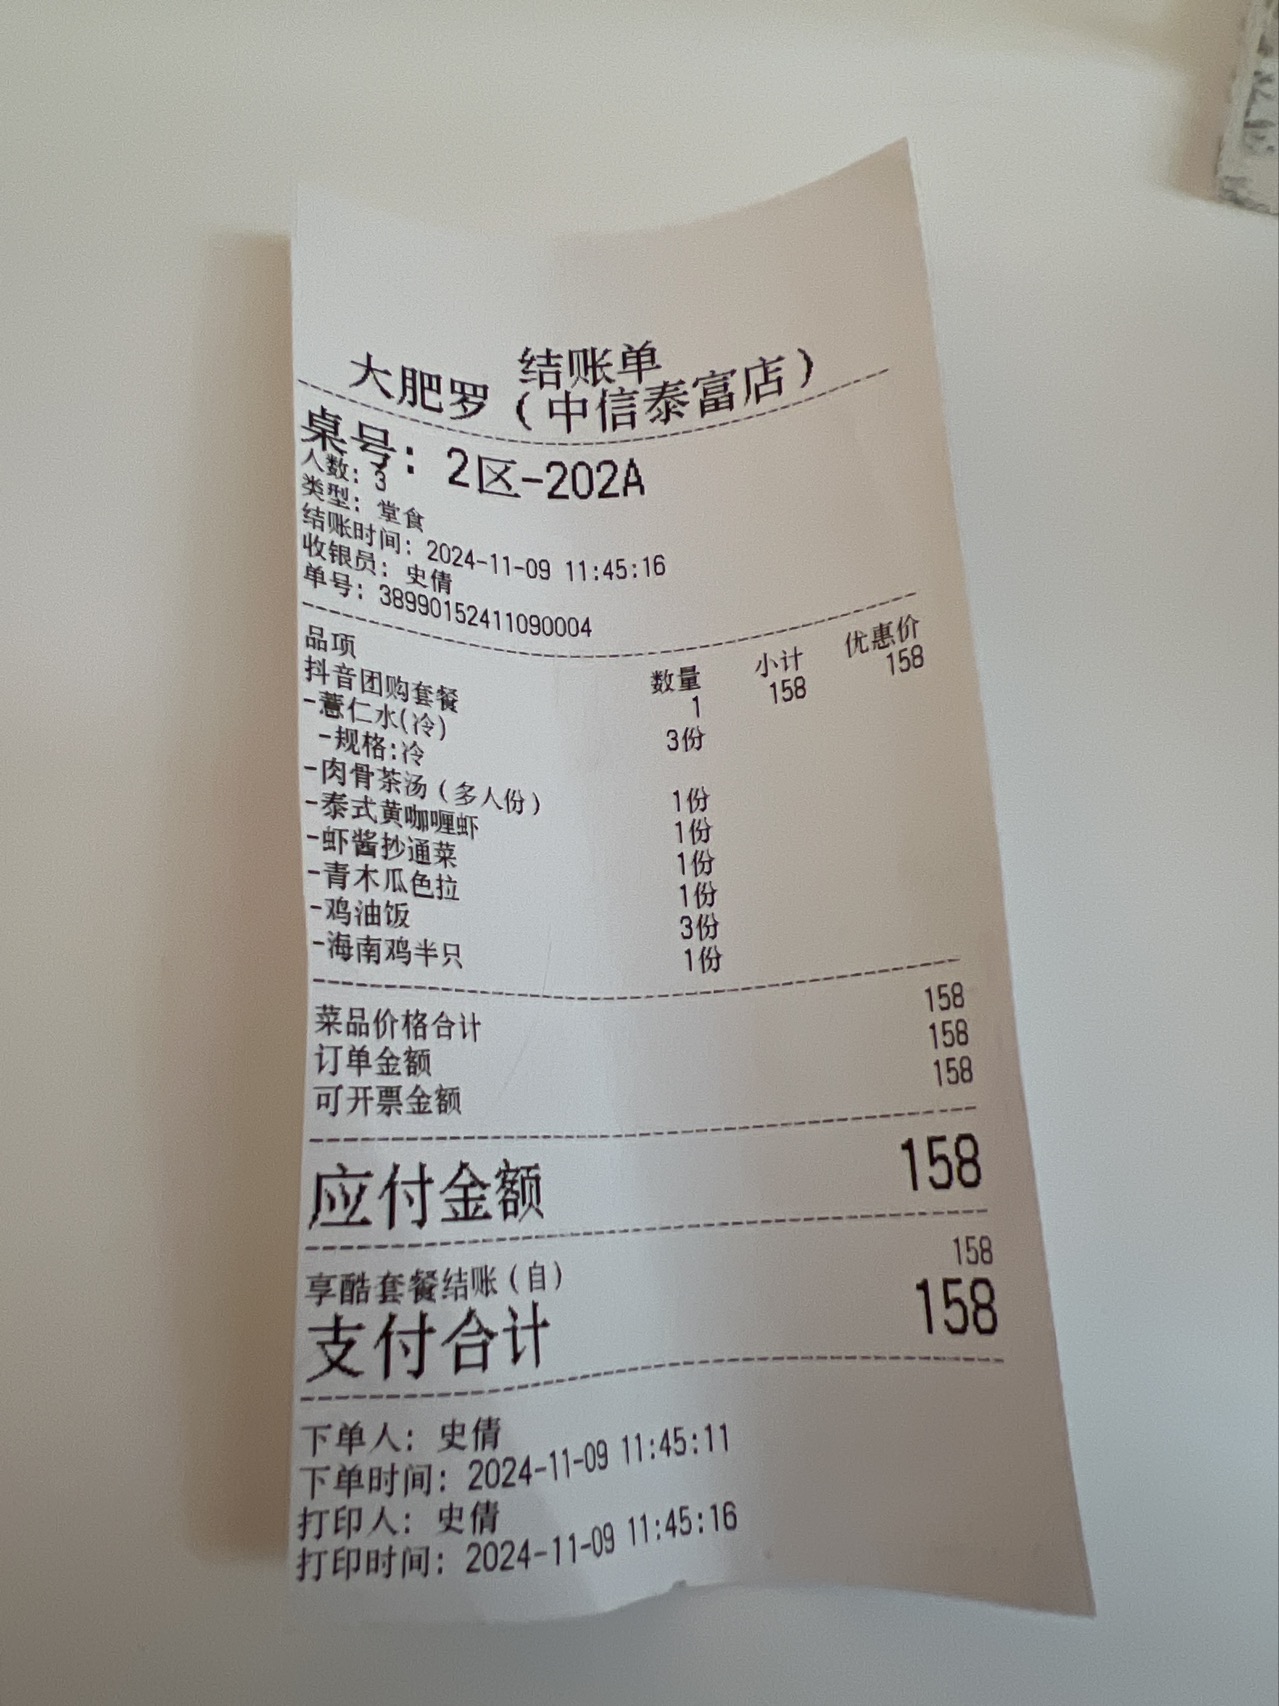 结账单
大肥罗（中信泰富店）
桌号：2区-202A
人数：3
类型：堂食
结账时间：2024-11-09 11:45:16
收银员：史倩
单号：38990152411090004
品项 数量 小计 优惠价
抖音团购套餐 1 158 158
-薏仁水(冷) 3份
-规格:冷
-肉骨茶汤（多人份） 1份
-泰式黄咖喱虾 1份
-虾酱抄通菜 1份
-青木瓜色拉 1份
-鸡油饭 3份
-海南鸡半只 1份
菜品价格合计 158
订单金额 158
可开票金额 158
应付金额 158
享酷套餐结账（自） 158
支付合计 158
下单人：史倩
下单时间：2024-11-09 11:45:11
打印人：史倩
打印时间：2024-11-09 11:45:16